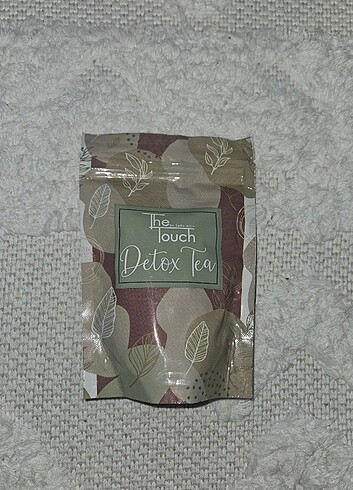 The
Touch
Detox Tea